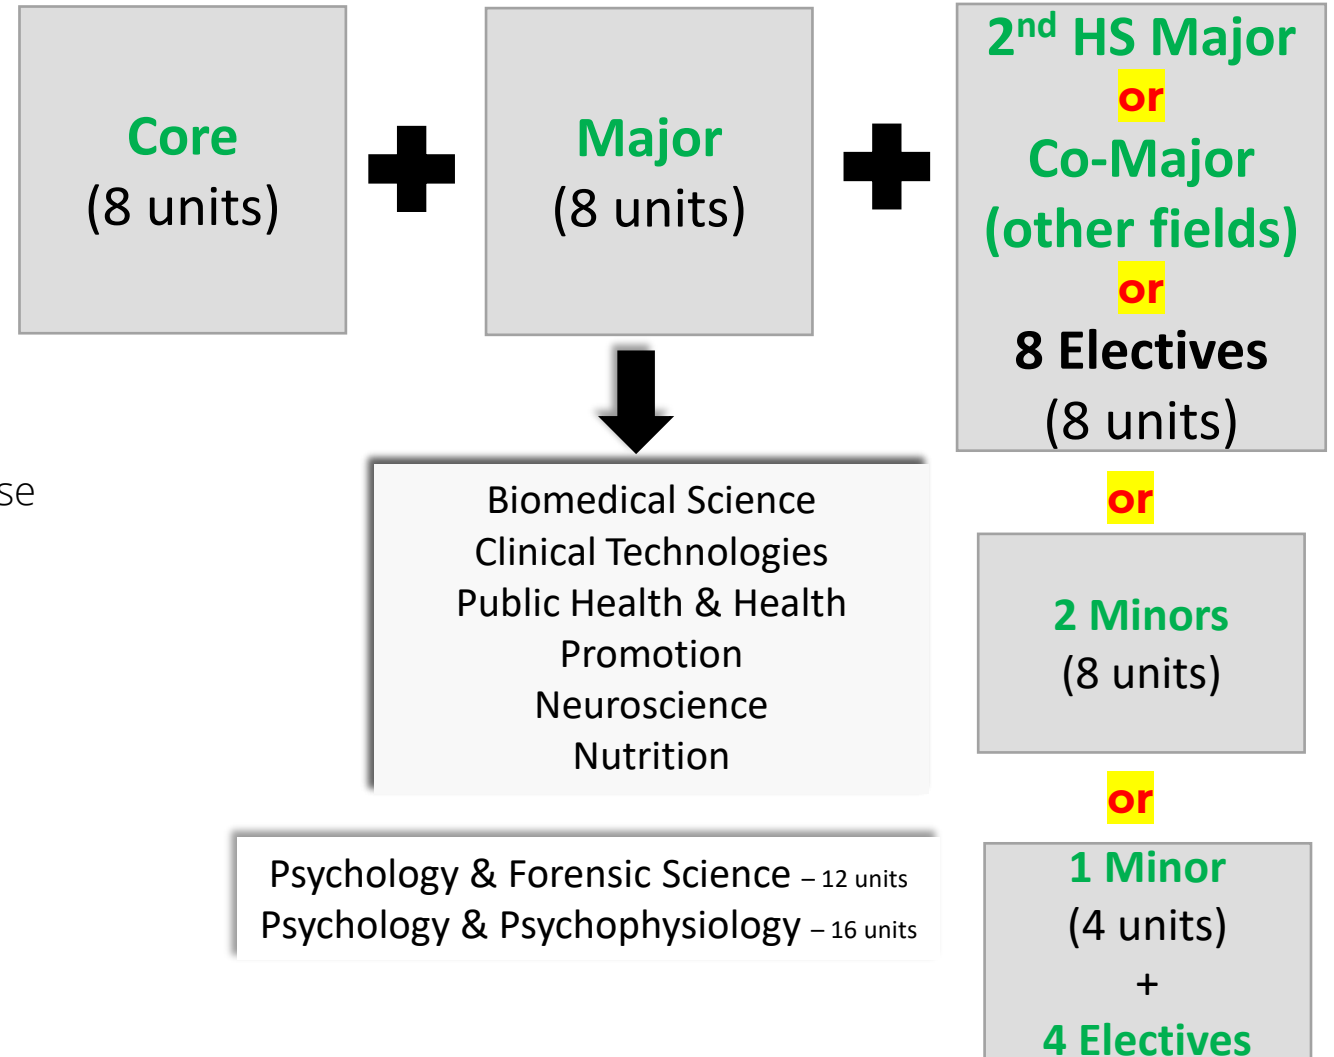 Core
(8 units)
Major
(8 units)
2nd HS Major
or
Co-Major
(other fields)
or
8 Electives
(8 units)
se
Biomedical Science
Clinical Technologies
Public Health & Health
Promotion
Neuroscience
Nutrition
Psychology & Forensic Science – 12 units
Psychology & Psychophysiology – 16 units
or
2 Minors
(8 units)
or
1 Minor
(4 units)
+
4 Electives